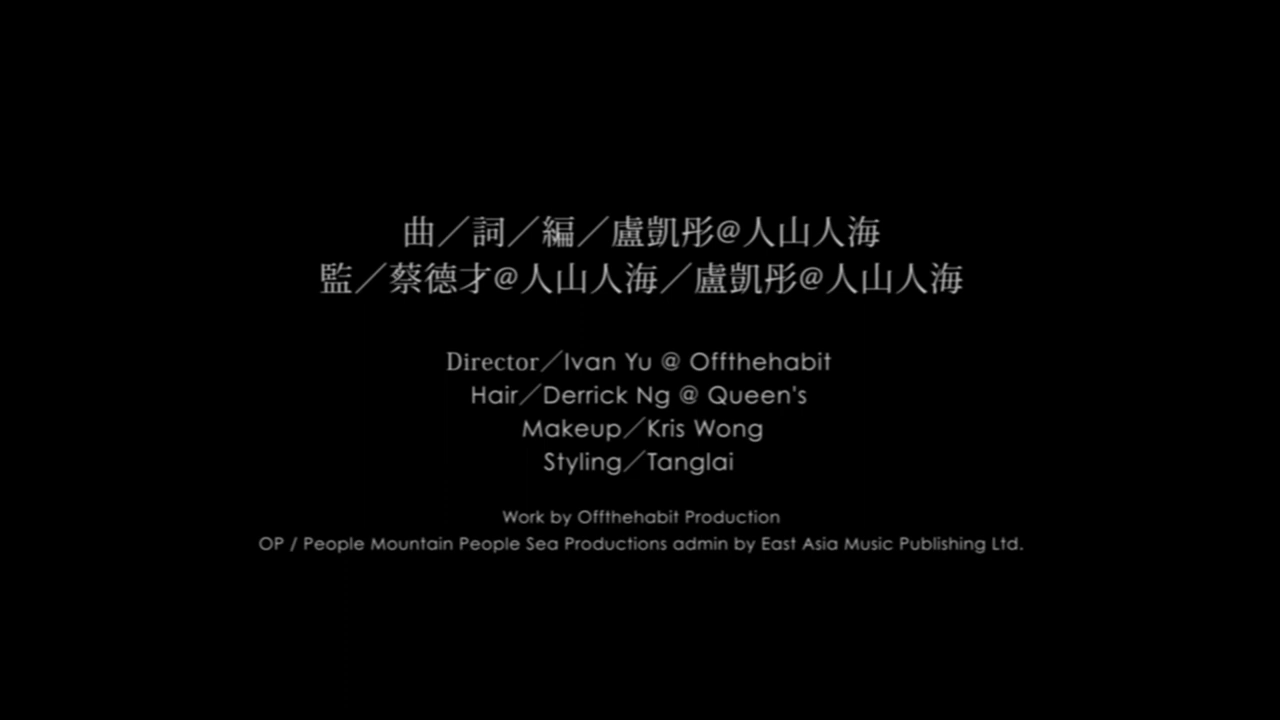 曲／詞／編／盧凱彤@人山人海
監／蔡德才@人山人海／盧凱彤@人山人海
Director／Ivan Yu @ Offthehabit
Hair／Derrick Ng @ Queen's
Makeup／Kris Wong
Styling／Tanglai
Work by Offthehabit Production
OP / People Mountain People Sea Productions admin by East Asia Music Publishing Ltd.